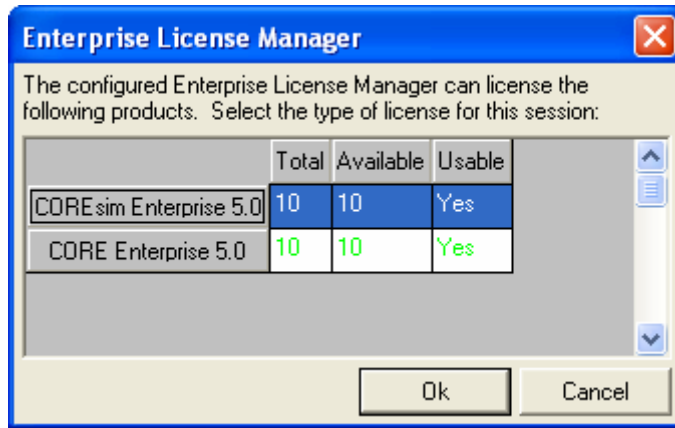 Enterprise License Manager
The configured Enterprise License Manager can license the
following products. Select the type of license for this session:
Total Available Usable
COREsim Enterprise 5.0 10 10 Yes
CORE Enterprise 5.0 10 10 Yes
Ok Cancel